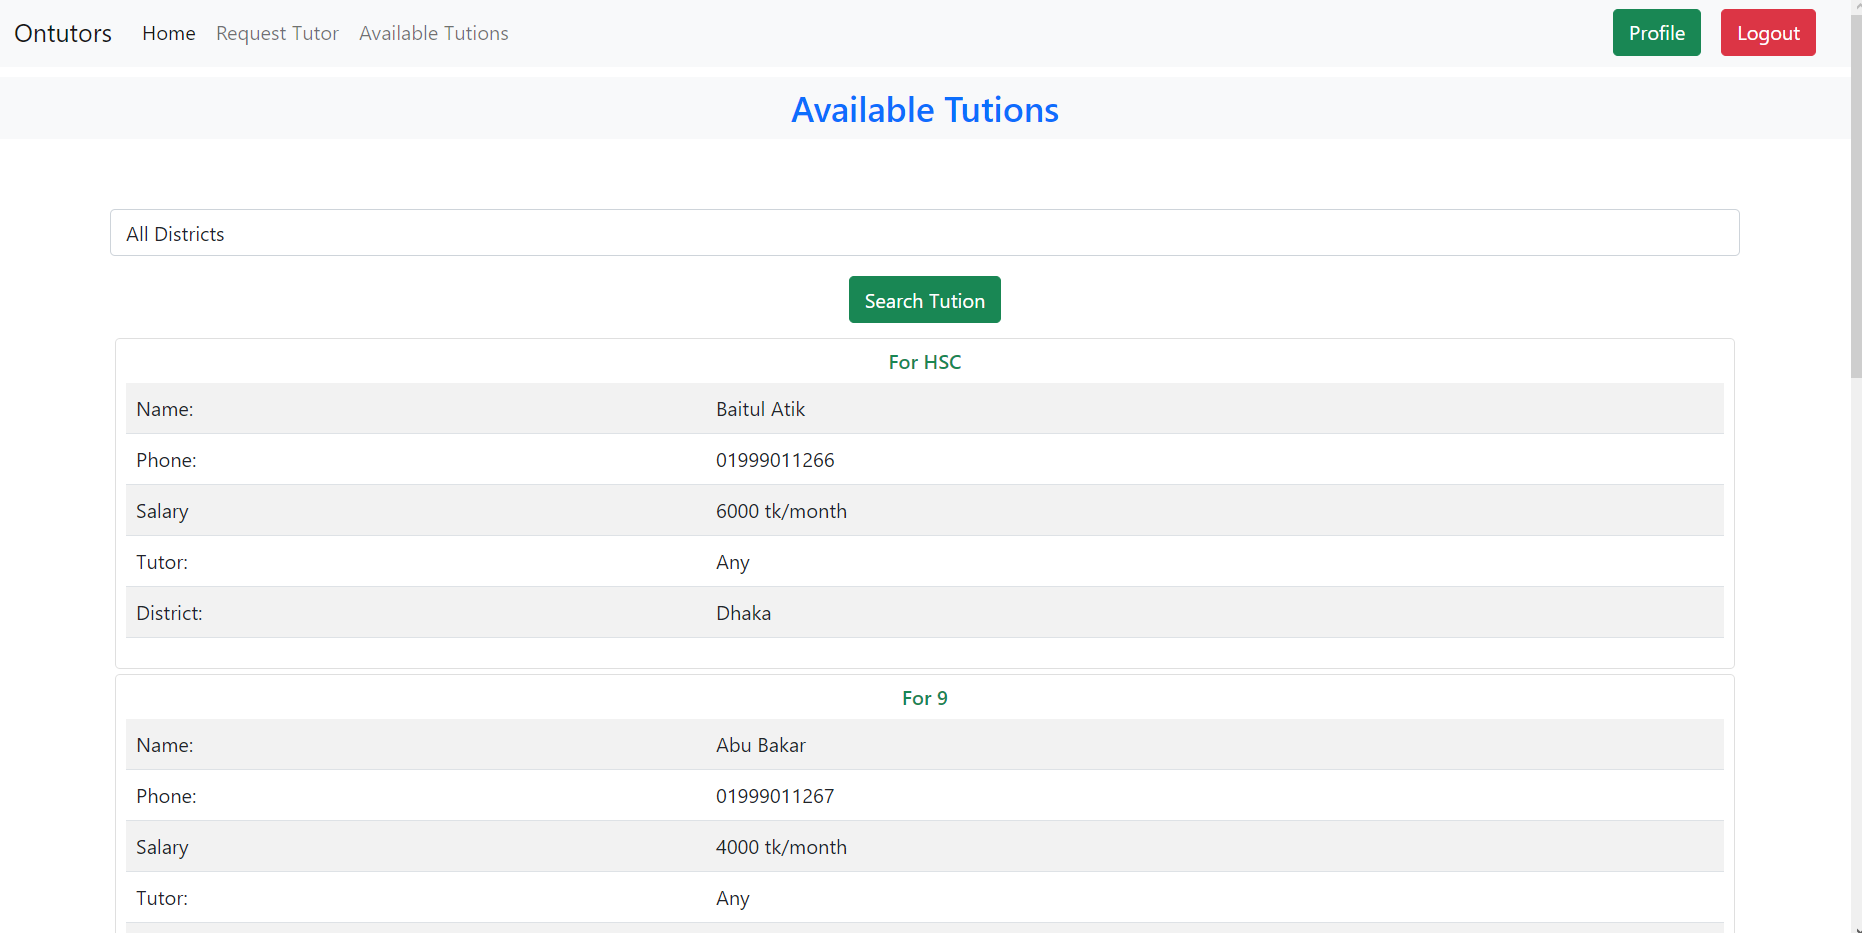 Ontutors Home Request Tutor Available Tutions Profile Logout
Available Tutions
All Districts
Search Tution
For HSC
Name: Baitul Atik
Phone: 01999011266
Salary 6000 tk/month
Tutor: Any
District: Dhaka
For 9
Name: Abu Bakar
Phone: 01999011267
Salary 4000 tk/month
Tutor: Any